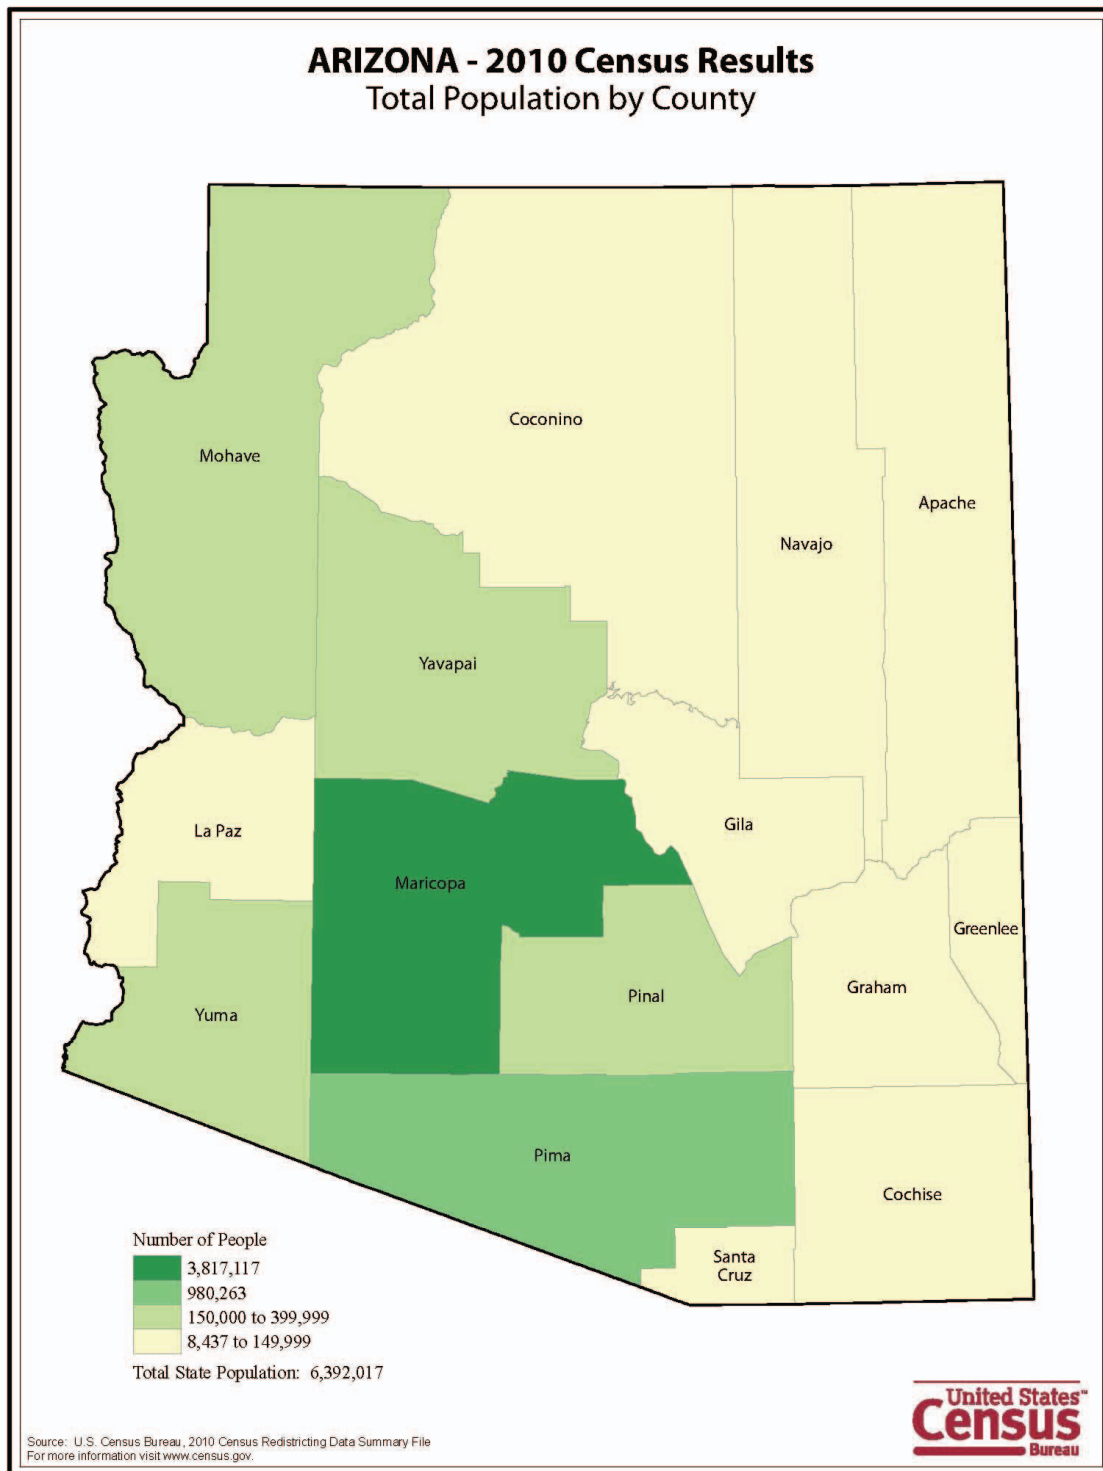 ARIZONA - 2010 Census Results
Total Population by County
Coconino
Mohave
Apache
Navajo
Yavapai
La Paz
Gila
Maricopa
Greenlee
Graham
Pinal
Yuma
Pima
Cochise
Santa
Cruz
Number of People
3,817,117
980,263
150,000 to 399,999
8,437 to 149,999
Total State Population: 6,392,017
United States™
Census
Bureau
Source: U.S. Census Bureau, 2010 Census Redistricting Data Summary File
For more information visit www.census.gov.